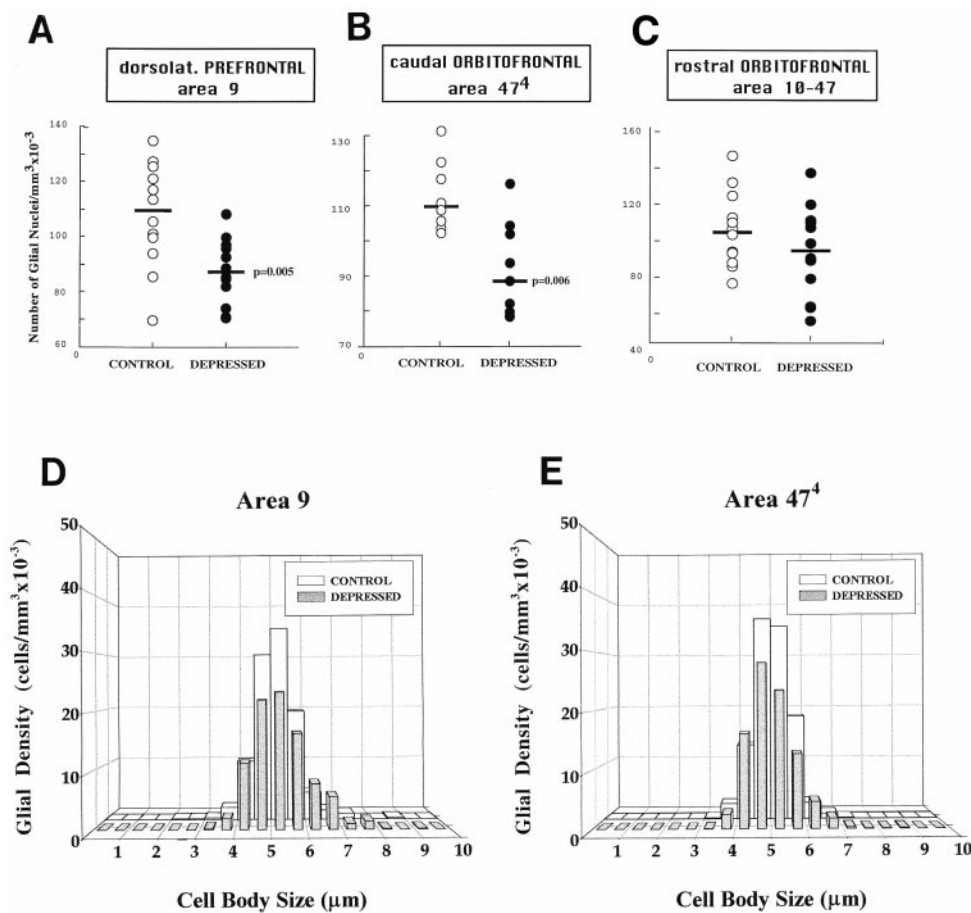 A
B
C
dorsolat. PREFRONTAL
area 9
caudal ORBITOFRONTAL
area 47⁴
rostral ORBITOFRONTAL
area 10-47
Number of Glial Nuclei/mm³x10⁻³
140
120
100
80
60
0
p=0.005
CONTROL DEPRESSED
130
110
90
70
0
p=0.006
CONTROL DEPRESSED
160
120
80
40
0
CONTROL DEPRESSED
D
Area 9
Glial Density (cells/mm³x10⁻³)
50
40
30
20
10
0
CONTROL
DEPRESSED
1 2 3 4 5 6 7 8 9 10
Cell Body Size (μm)
E
Area 47⁴
Glial Density (cells/mm³x10⁻³)
50
40
30
20
10
0
CONTROL
DEPRESSED
1 2 3 4 5 6 7 8 9 10
Cell Body Size (μm)